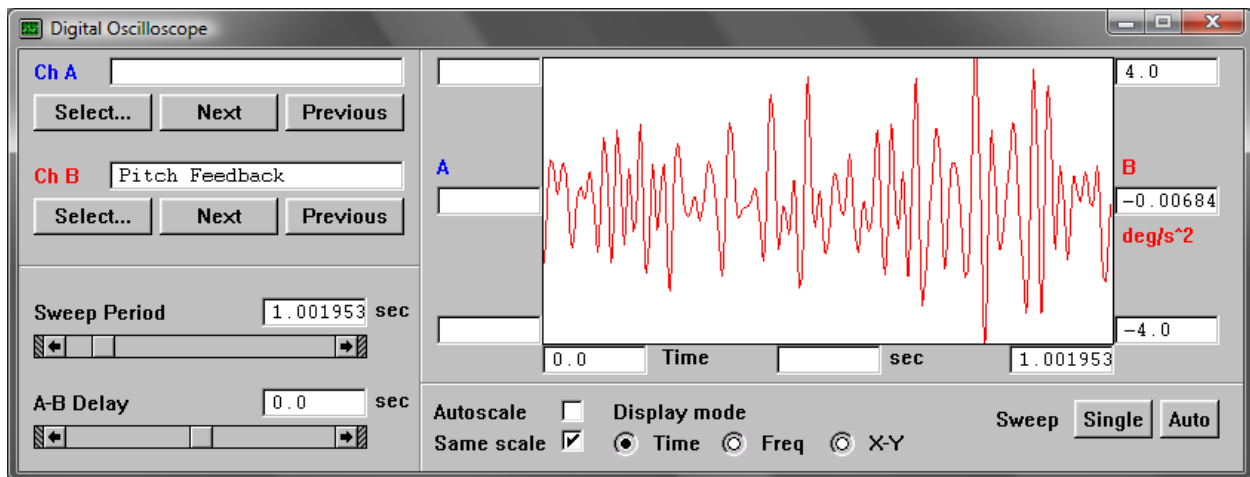 Digital Oscilloscope
Ch A
Select... Next Previous
Ch B Pitch Feedback
Select... Next Previous
Sweep Period 1.001953 sec
A-B Delay 0.0 sec
4.0
A B
-0.00684
deg/s^2
-4.0
0.0 Time sec 1.001953
Autoscale Display mode
Same scale Time Freq X-Y
Sweep Single Auto